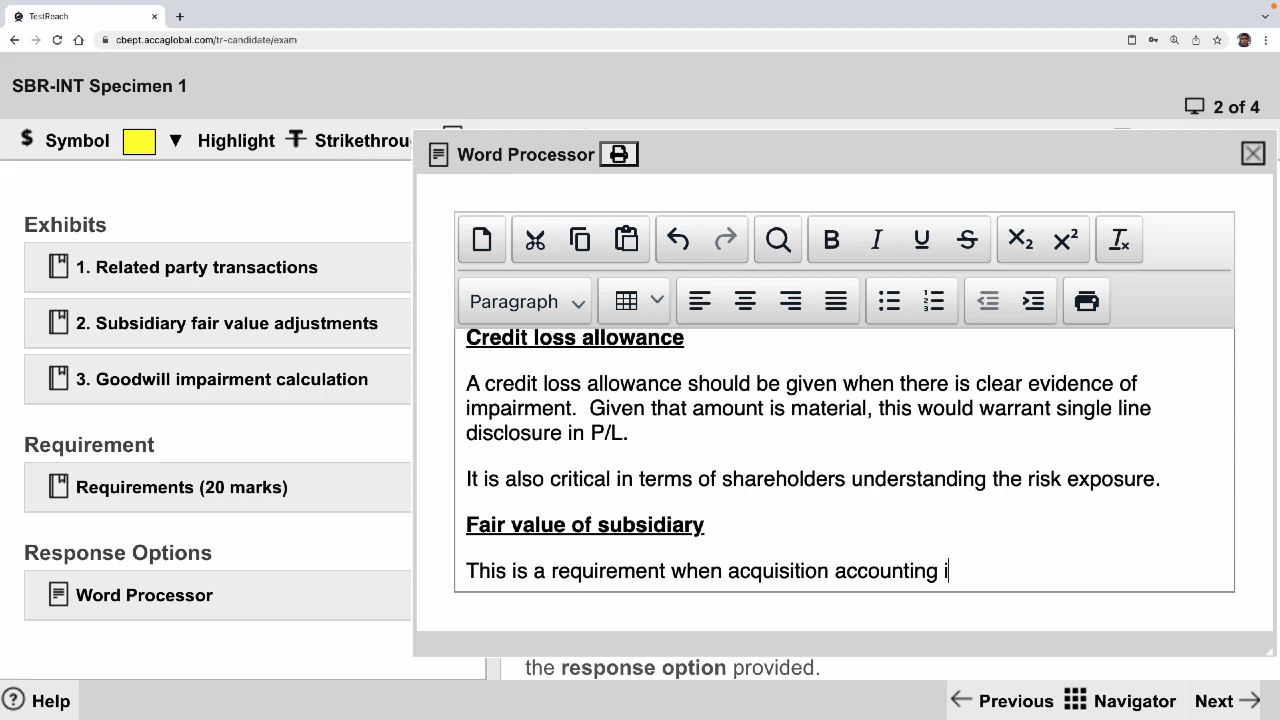 TestReach
cbept.accaglobal.com/tr-candidate/exam
SBR-INT Specimen 1
2 of 4
$ Symbol
Highlight
Strikethrou
Word Processor
Exhibits
1. Related party transactions
2. Subsidiary fair value adjustments
3. Goodwill impairment calculation
Requirement
Requirements (20 marks)
Response Options
Word Processor
B I U S X₂ X² Tx
Paragraph
Credit loss allowance
A credit loss allowance should be given when there is clear evidence of
impairment.  Given that amount is material, this would warrant single line
disclosure in P/L.
It is also critical in terms of shareholders understanding the risk exposure.
Fair value of subsidiary
This is a requirement when acquisition accounting i
the response option provided.
Help
Previous
Navigator
Next